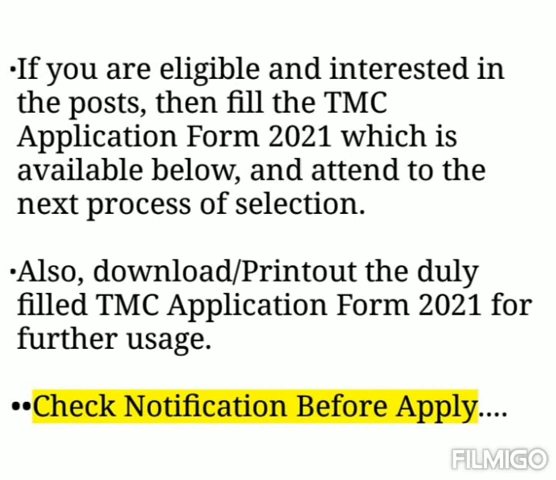 ·If you are eligible and interested in
the posts, then fill the TMC
Application Form 2021 which is
available below, and attend to the
next process of selection.
·Also, download/Printout the duly
filled TMC Application Form 2021 for
further usage.
••Check Notification Before Apply....
FILMIGO